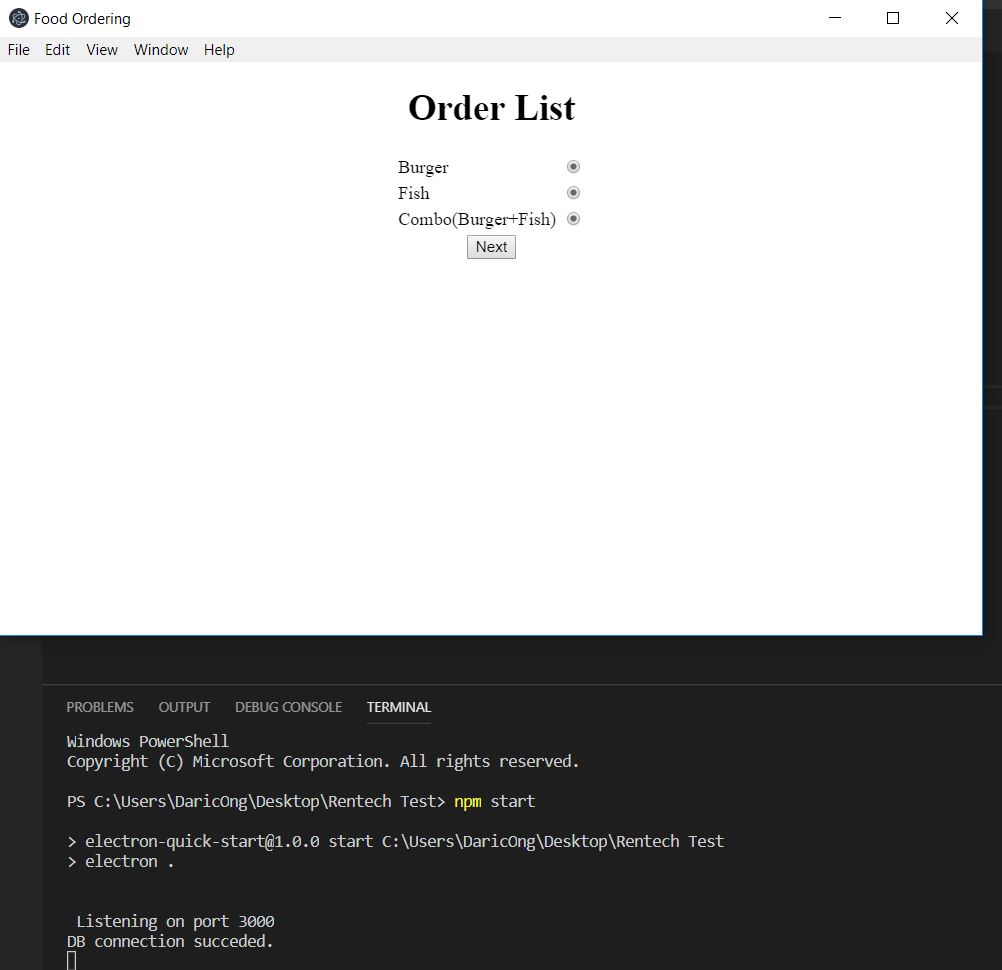 Food Ordering
File Edit View Window Help
Order List
Burger
Fish
Combo(Burger+Fish)
Next
PROBLEMS OUTPUT DEBUG CONSOLE TERMINAL
Windows PowerShell
Copyright (C) Microsoft Corporation. All rights reserved.
PS C:\Users\DaricOng\Desktop\Rentech Test> npm start
> electron-quick-start@1.0.0 start C:\Users\DaricOng\Desktop\Rentech Test
> electron .
Listening on port 3000
DB connection succeded.